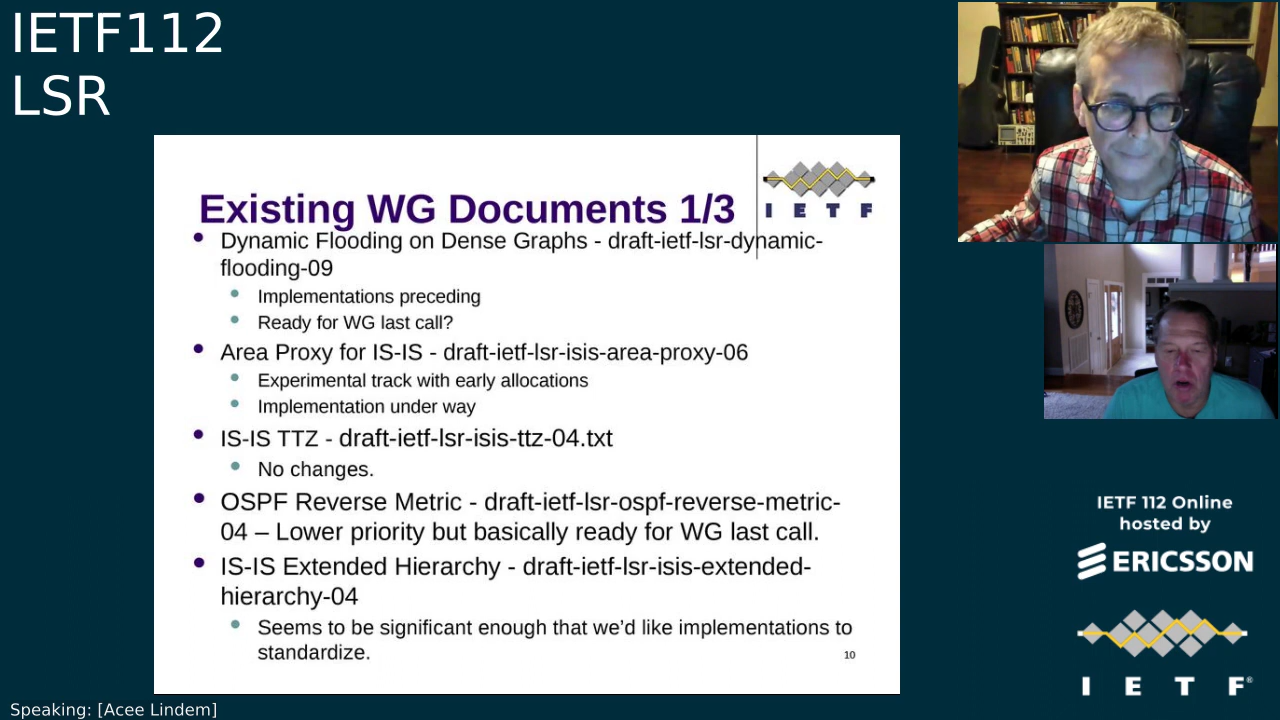 IETF112
LSR
Existing WG Documents 1/3
I E T F
Dynamic Flooding on Dense Graphs - draft-ietf-lsr-dynamic-
flooding-09
Implementations preceding
Ready for WG last call?
Area Proxy for IS-IS - draft-ietf-lsr-isis-area-proxy-06
Experimental track with early allocations
Implementation under way
IS-IS TTZ - draft-ietf-lsr-isis-ttz-04.txt
No changes.
OSPF Reverse Metric - draft-ietf-lsr-ospf-reverse-metric-
04 – Lower priority but basically ready for WG last call.
IS-IS Extended Hierarchy - draft-ietf-lsr-isis-extended-
hierarchy-04
Seems to be significant enough that we’d like implementations to
standardize.
10
IETF 112 Online
hosted by
ERICSSON
I E T F®
Speaking: [Acee Lindem]